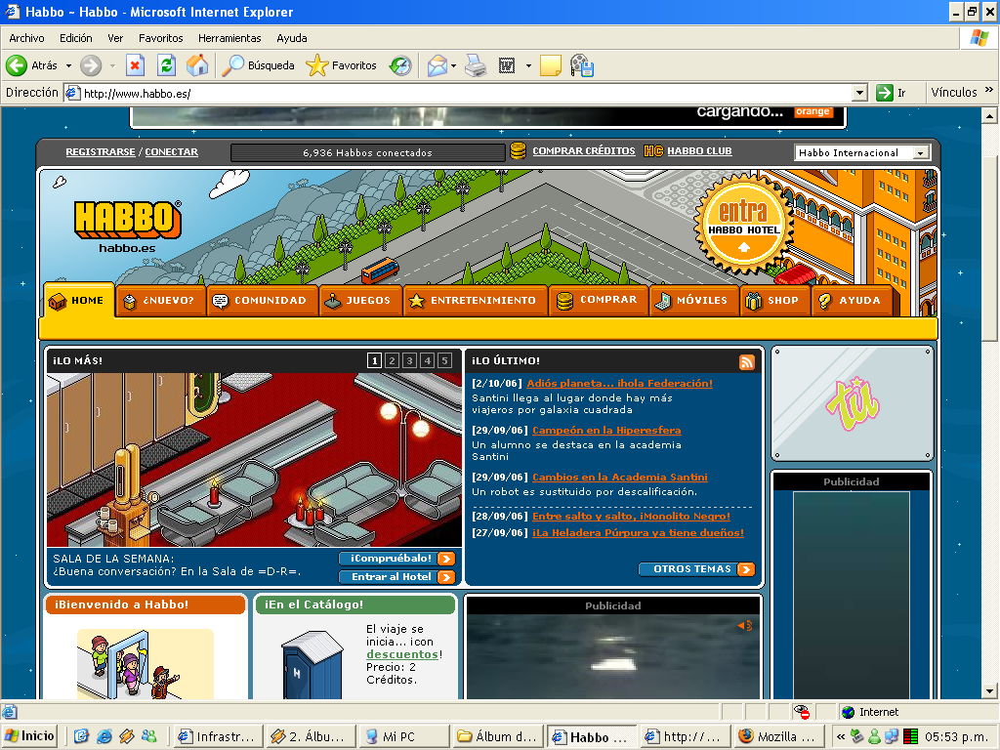 Habbo ~ Habbo - Microsoft Internet Explorer
Archivo Edición Ver Favoritos Herramientas Ayuda
Atrás Búsqueda Favoritos
Dirección http://www.habbo.es/ Ir Vínculos »
cargando... orange
REGISTRARSE / CONECTAR 6,936 Habbos conectados COMPRAR CRÉDITOS HC HABBO CLUB Habbo Internacional
HABBO
habbo.es
entra
HABBO HOTEL
HOME ¿NUEVO? COMUNIDAD JUEGOS ENTRETENIMIENTO COMPRAR MÓVILES SHOP AYUDA
¡LO MÁS! 1 2 3 4 5
SALA DE LA SEMANA:
¿Buena conversación? En la Sala de =D-R=.
¡Compruébalo!
Entrar al Hotel
¡LO ÚLTIMO!
[2/10/06] Adiós planeta... ¡hola Federación!
Santini llega al lugar donde hay más
viajeros por galaxia cuadrada
[29/09/06] Campeón en la Hiperesfera
Un alumno se destaca en la academia
Santini
[29/09/06] Cambios en la Academia Santini
Un robot es sustituido por descalificación.
[28/09/06] Entre salto y salto, ¡Monolito Negro!
[27/09/06] ¡La Heladera Púrpura ya tiene dueños!
OTROS TEMAS
tú
Publicidad
¡Bienvenido a Habbo!
¡En el Catálogo!
El viaje se
inicia... ¡con
descuentos!
Precio: 2
Créditos.
H
Publicidad
Internet
Inicio Infrastr... 2. Álbu... Mi PC Álbum d... Habbo ... http://... Mozilla ... « 05:53 p.m.